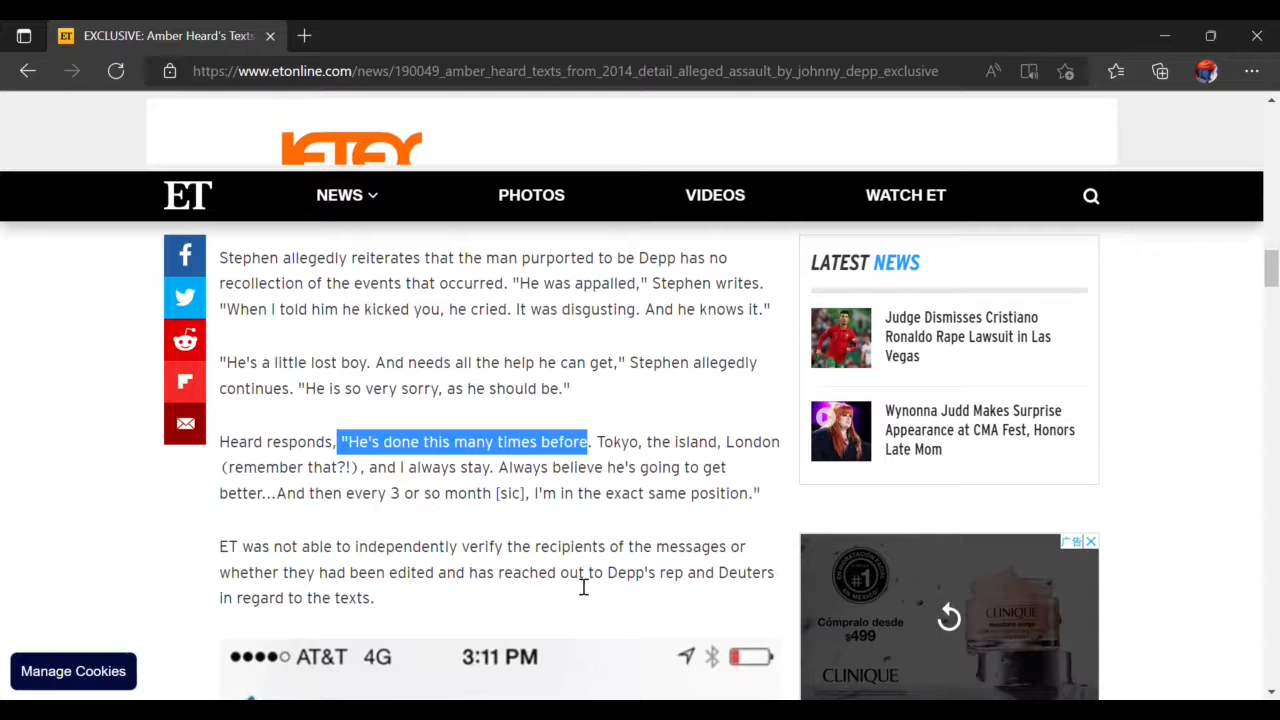 EXCLUSIVE: Amber Heard's Texts
https://www.etonline.com/news/190049_amber_heard_texts_from_2014_detail_alleged_assault_by_johnny_depp_exclusive
ET
NEWS
PHOTOS
VIDEOS
WATCH ET
Stephen allegedly reiterates that the man purported to be Depp has no
recollection of the events that occurred. "He was appalled," Stephen writes.
"When I told him he kicked you, he cried. It was disgusting. And he knows it."
"He's a little lost boy. And needs all the help he can get," Stephen allegedly
continues. "He is so very sorry, as he should be."
Heard responds, "He's done this many times before. Tokyo, the island, London
(remember that?!), and I always stay. Always believe he's going to get
better...And then every 3 or so month [sic], I'm in the exact same position."
ET was not able to independently verify the recipients of the messages or
whether they had been edited and has reached out to Depp's rep and Deuters
in regard to the texts.
AT&T 4G
3:11 PM
LATEST NEWS
Judge Dismisses Cristiano
Ronaldo Rape Lawsuit in Las
Vegas
Wynonna Judd Makes Surprise
Appearance at CMA Fest, Honors
Late Mom
广告
#1
EN MÉXICO
Cómpralo desde
$499
CLINIQUE
CLINIQUE
Manage Cookies